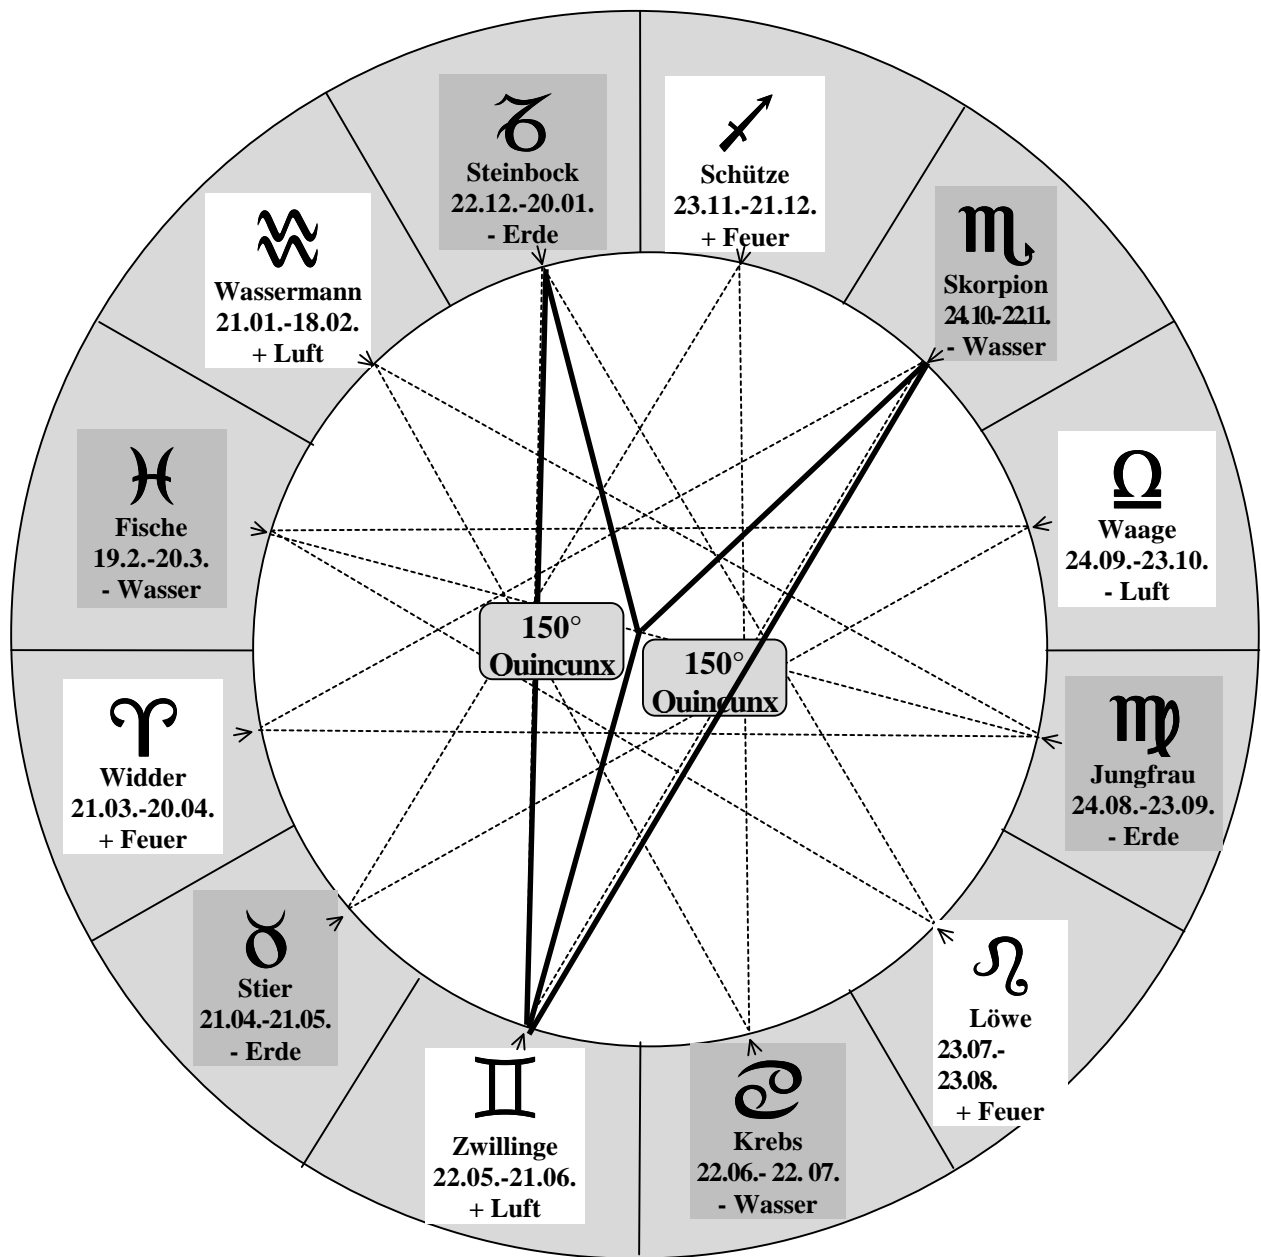 Steinbock
22.12.-20.01.
- Erde
Schütze
23.11.-21.12.
+ Feuer
Wassermann
21.01.-18.02.
+ Luft
Skorpion
24.10.-22.11.
- Wasser
Fische
19.2.-20.3.
- Wasser
Waage
24.09.-23.10.
- Luft
150°
Quincunx
150°
Quincunx
Widder
21.03.-20.04.
+ Feuer
Jungfrau
24.08.-23.09.
- Erde
Stier
21.04.-21.05.
- Erde
Löwe
23.07.-
23.08.
+ Feuer
Zwillinge
22.05.-21.06.
+ Luft
Krebs
22.06.- 22. 07.
- Wasser